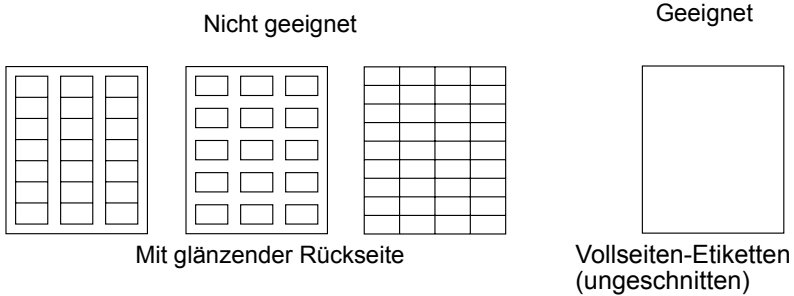 Nicht geeignet
Geeignet
Mit glänzender Rückseite
Vollseiten-Etiketten
(ungeschnitten)